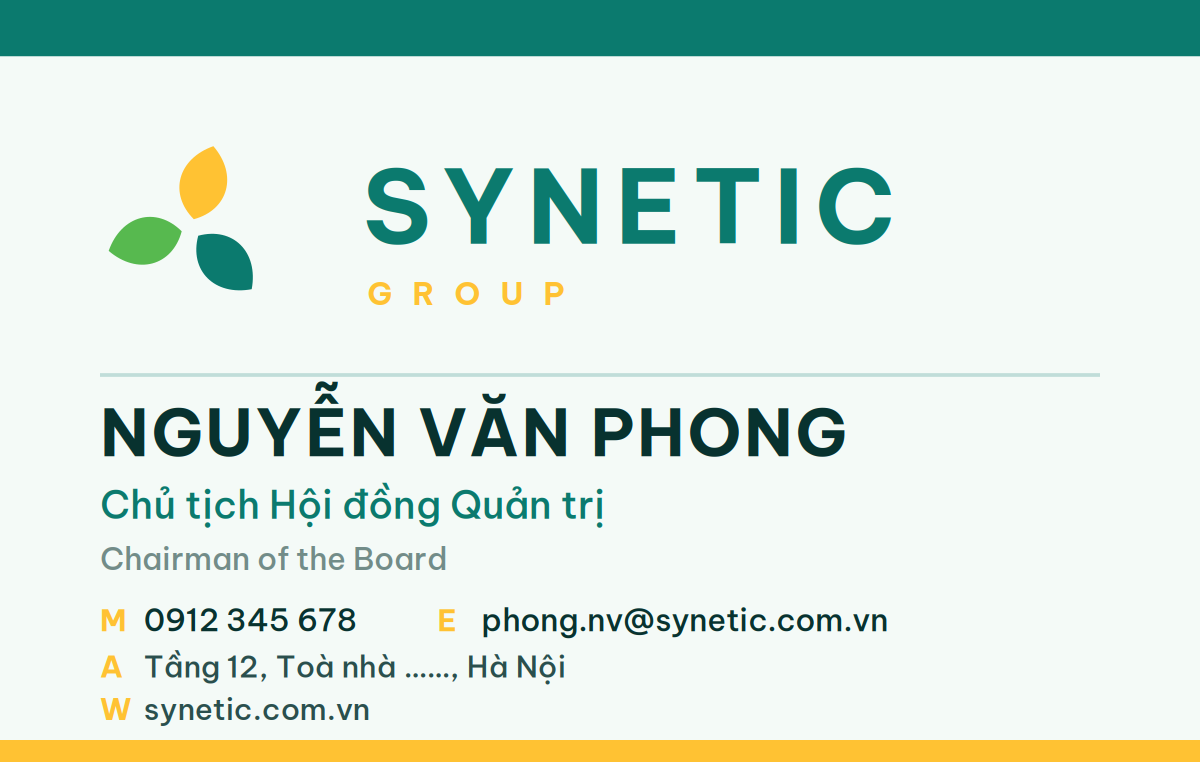 SYNETIC
GROUP
NGUYỄN VĂN PHONG
Chủ tịch Hội đồng Quản trị
Chairman of the Board
M 0912 345 678 E phong.nv@synetic.com.vn
A Tầng 12, Toà nhà ......, Hà Nội
W synetic.com.vn